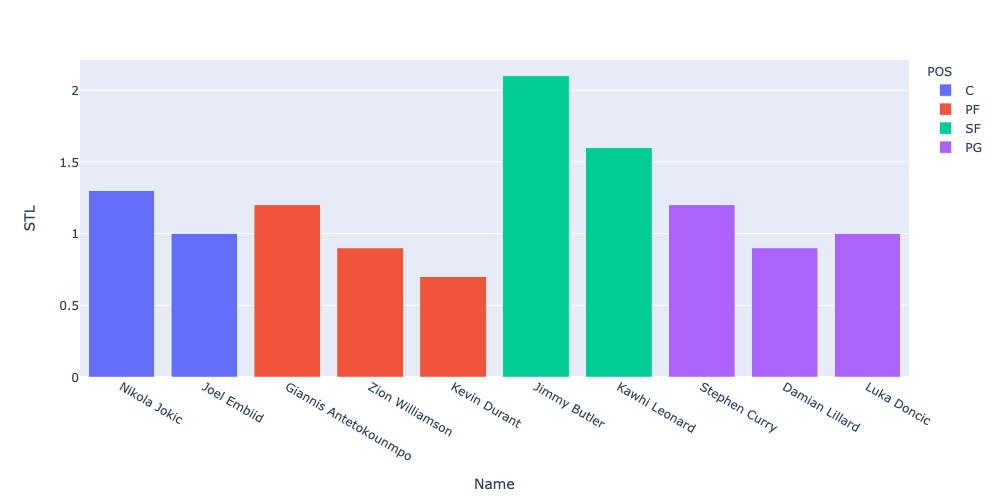 POS
C
PF
SF
PG
STL
2
1.5
1
0.5
0
Nikola Jokic
Joel Embiid
Giannis Antetokounmpo
Zion Williamson
Kevin Durant
Jimmy Butler
Kawhi Leonard
Stephen Curry
Damian Lillard
Luka Doncic
Name